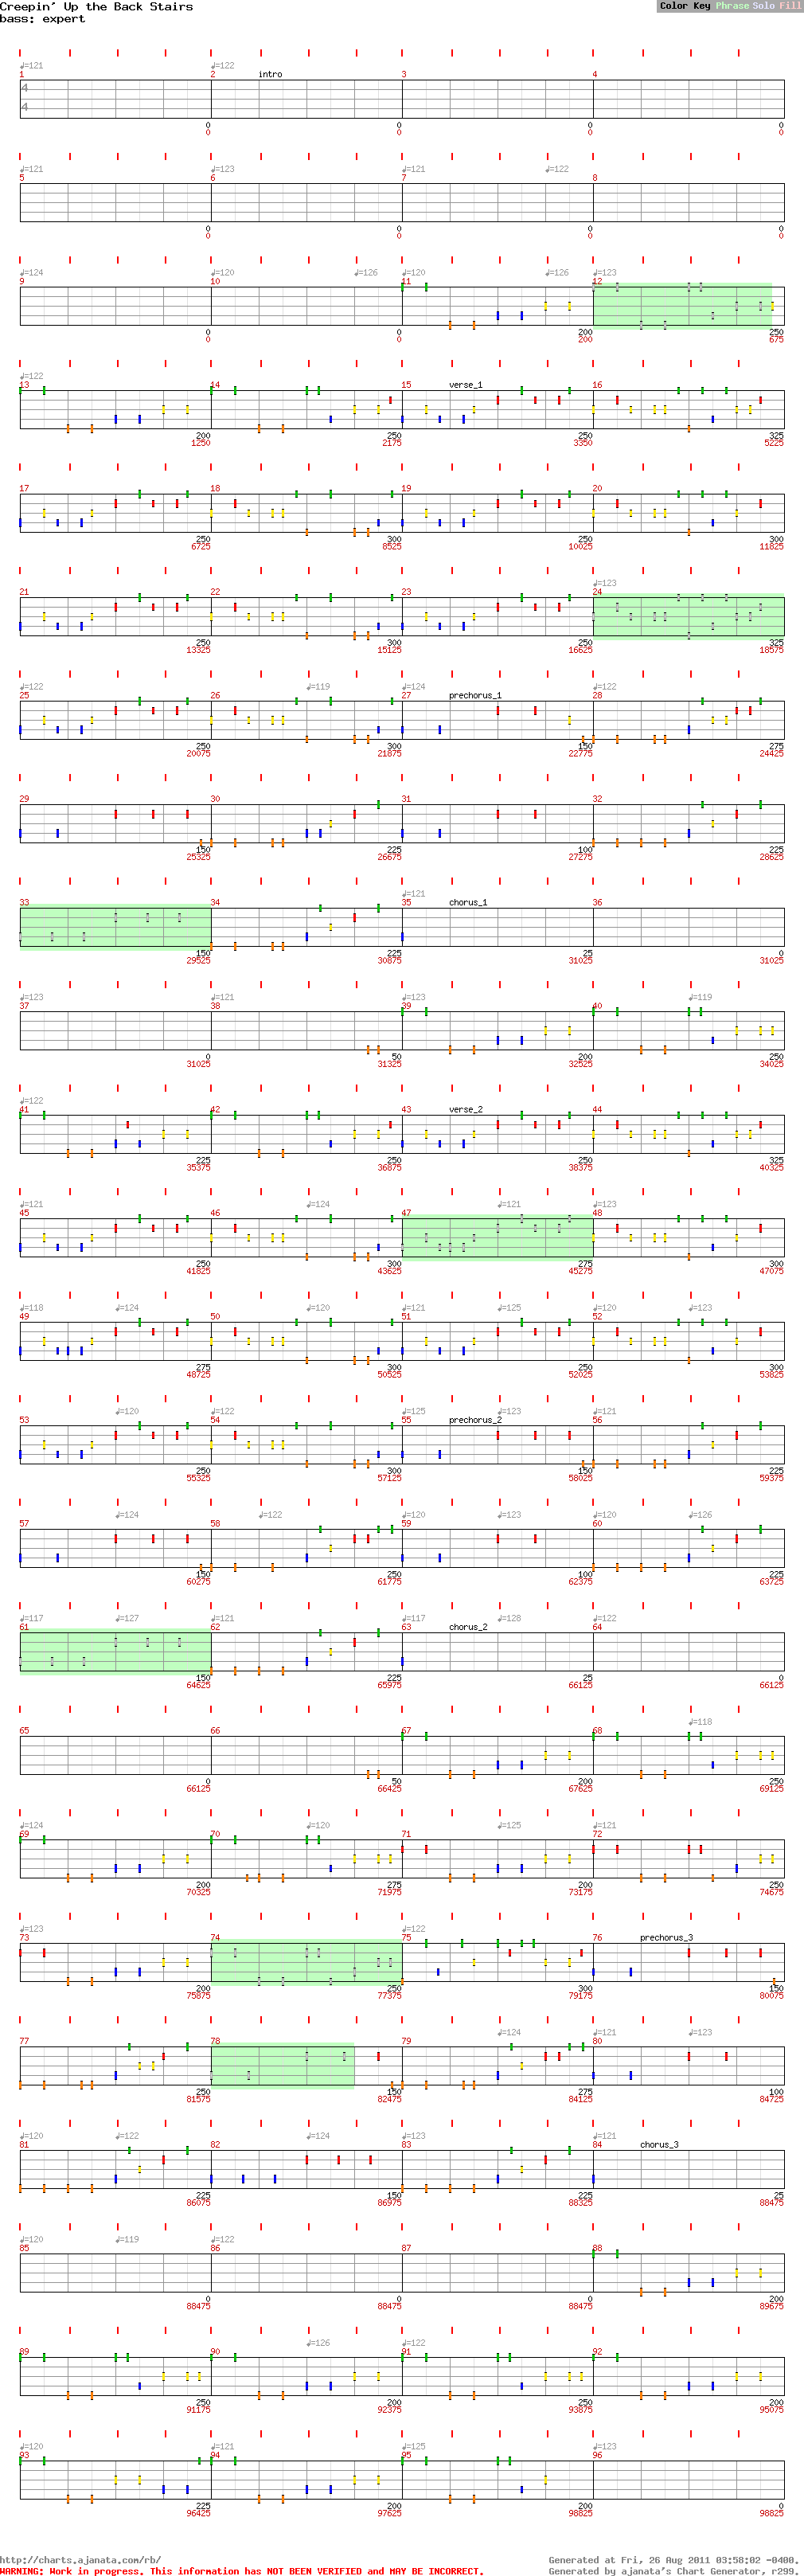 Creepin' Up the Back Stairs
bass: expert
Color Key Phrase Solo Fill
♩=121 ♩=122
1 2 intro 3 4
4
4
0 0 0 0
0 0 0 0
♩=121 ♩=123 ♩=121 ♩=122
5 6 7 8
0 0 0 0
0 0 0 0
♩=124 ♩=120 ♩=126 ♩=120 ♩=126 ♩=123
9 10 11 12
0 0 200 250
0 0 200 675
♩=122
13 14 15 verse_1 16
200 250 250 325
1250 2175 3350 5225
17 18 19 20
250 300 250 300
6725 8525 10025 11825
♩=123
21 22 23 24
250 300 250 325
13325 15125 16625 18575
♩=122 ♩=119 ♩=124 ♩=122
25 26 27 prechorus_1 28
250 300 150 275
20075 21875 22775 24425
29 30 31 32
150 225 100 225
25325 26675 27275 28625
♩=121
33 34 35 chorus_1 36
150 225 25 0
29525 30875 31025 31025
♩=123 ♩=121 ♩=123 ♩=119
37 38 39 40
0 50 200 250
31025 31325 32525 34025
♩=122
41 42 43 verse_2 44
225 250 250 325
35375 36875 38375 40325
♩=121 ♩=124 ♩=121 ♩=123
45 46 47 48
250 300 275 300
41825 43625 45275 47075
♩=118 ♩=124 ♩=120 ♩=121 ♩=125 ♩=120 ♩=123
49 50 51 52
275 300 250 300
48725 50525 52025 53825
♩=120 ♩=122 ♩=125 ♩=123 ♩=121
53 54 55 prechorus_2 56
250 300 150 225
55325 57125 58025 59375
♩=124 ♩=122 ♩=120 ♩=123 ♩=120 ♩=126
57 58 59 60
150 250 100 225
60275 61775 62375 63725
♩=117 ♩=127 ♩=121 ♩=117 ♩=128 ♩=122
61 62 63 chorus_2 64
150 225 25 0
64625 65975 66125 66125
♩=118
65 66 67 68
0 50 200 250
66125 66425 67625 69125
♩=124 ♩=120 ♩=125 ♩=121
69 70 71 72
200 275 200 250
70325 71975 73175 74675
♩=123 ♩=122
73 74 75 76 prechorus_3
200 250 300 150
75875 77375 79175 80075
♩=124 ♩=121 ♩=123
77 78 79 80
250 150 275 100
81575 82475 84125 84725
♩=120 ♩=122 ♩=124 ♩=123 ♩=121
81 82 83 84 chorus_3
225 150 225 25
86075 86975 88325 88475
♩=120 ♩=119 ♩=122
85 86 87 88
0 0 0 200
88475 88475 88475 89675
♩=126 ♩=122
89 90 91 92
250 200 250 200
91175 92375 93875 95075
♩=120 ♩=121 ♩=125 ♩=123
93 94 95 96
225 200 200 0
96425 97625 98825 98825
http://charts.ajanata.com/rb/ Generated at Fri, 26 Aug 2011 03:58:02 -0400.
WARNING: Work in progress. This information has NOT BEEN VERIFIED and MAY BE INCORRECT. Generated by ajanata's Chart Generator, r299.